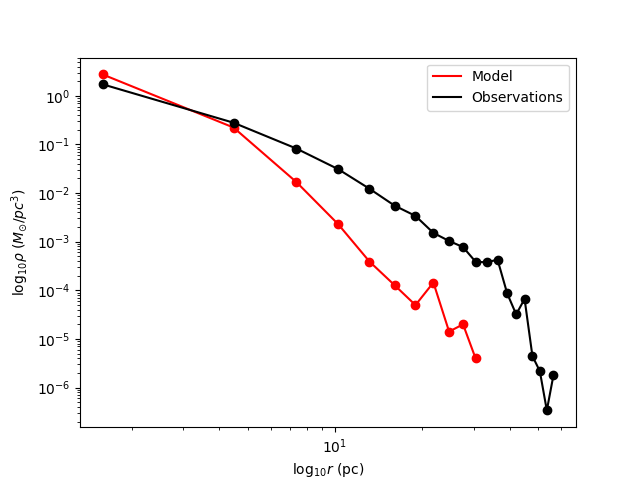 Model
Observations
10⁰
10⁻¹
10⁻²
10⁻³
10⁻⁴
10⁻⁵
10⁻⁶
log₁₀ρ (M⊙/pc³)
10¹
log₁₀r (pc)